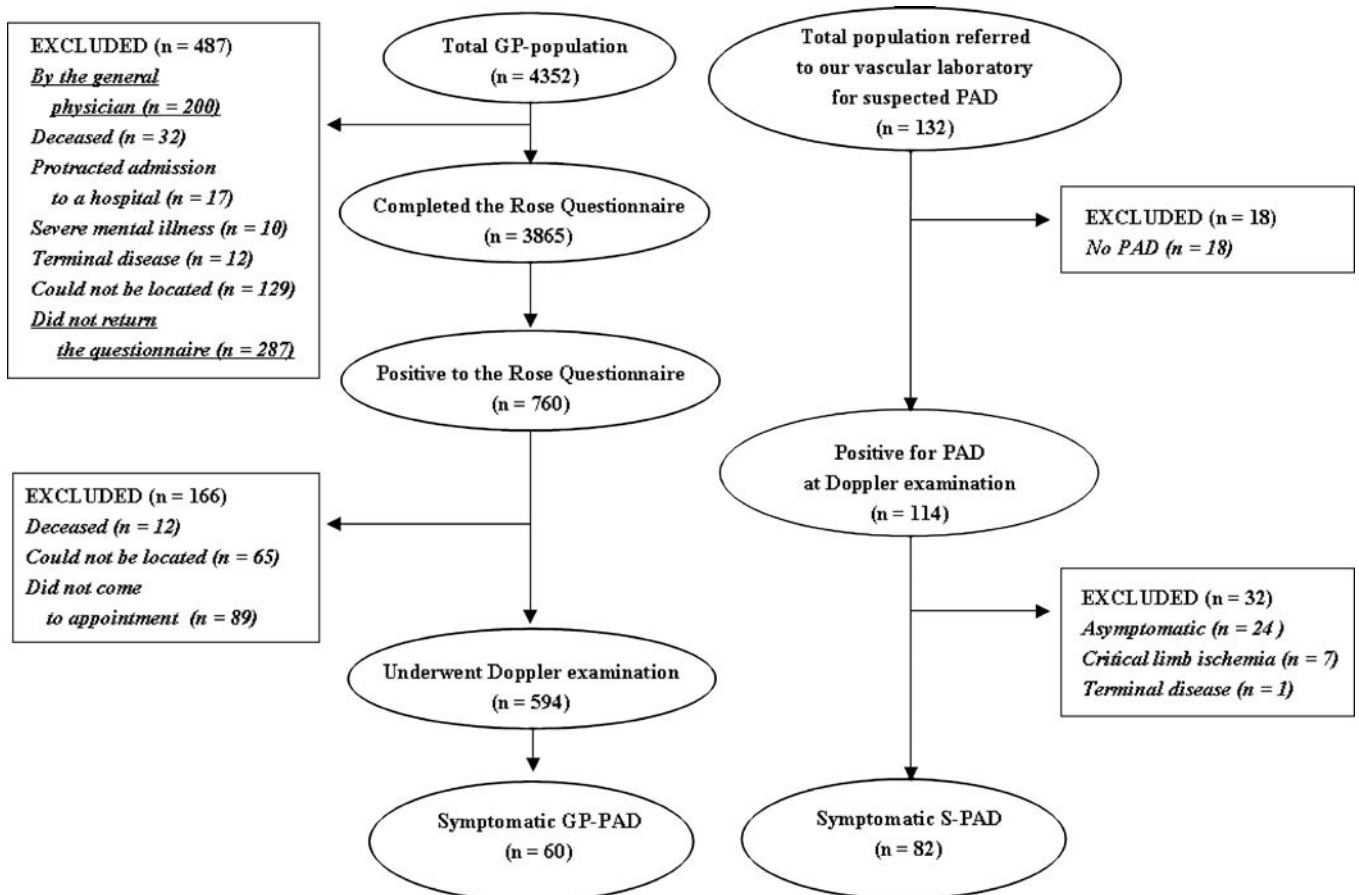 EXCLUDED (n = 487)
By the general
physician (n = 200)
Deceased (n = 32)
Protracted admission
to a hospital (n = 17)
Severe mental illness (n = 10)
Terminal disease (n = 12)
Could not be located (n = 129)
Did not return
the questionnaire (n = 287)
Total GP-population
(n = 4352)
Completed the Rose Questionnaire
(n = 3865)
Positive to the Rose Questionnaire
(n = 760)
EXCLUDED (n = 166)
Deceased (n = 12)
Could not be located (n = 65)
Did not come
to appointment (n = 89)
Underwent Doppler examination
(n = 594)
Symptomatic GP-PAD
(n = 60)
Total population referred
to our vascular laboratory
for suspected PAD
(n = 132)
EXCLUDED (n = 18)
No PAD (n = 18)
Positive for PAD
at Doppler examination
(n = 114)
EXCLUDED (n = 32)
Asymptomatic (n = 24 )
Critical limb ischemia (n = 7)
Terminal disease (n = 1)
Symptomatic S-PAD
(n = 82)